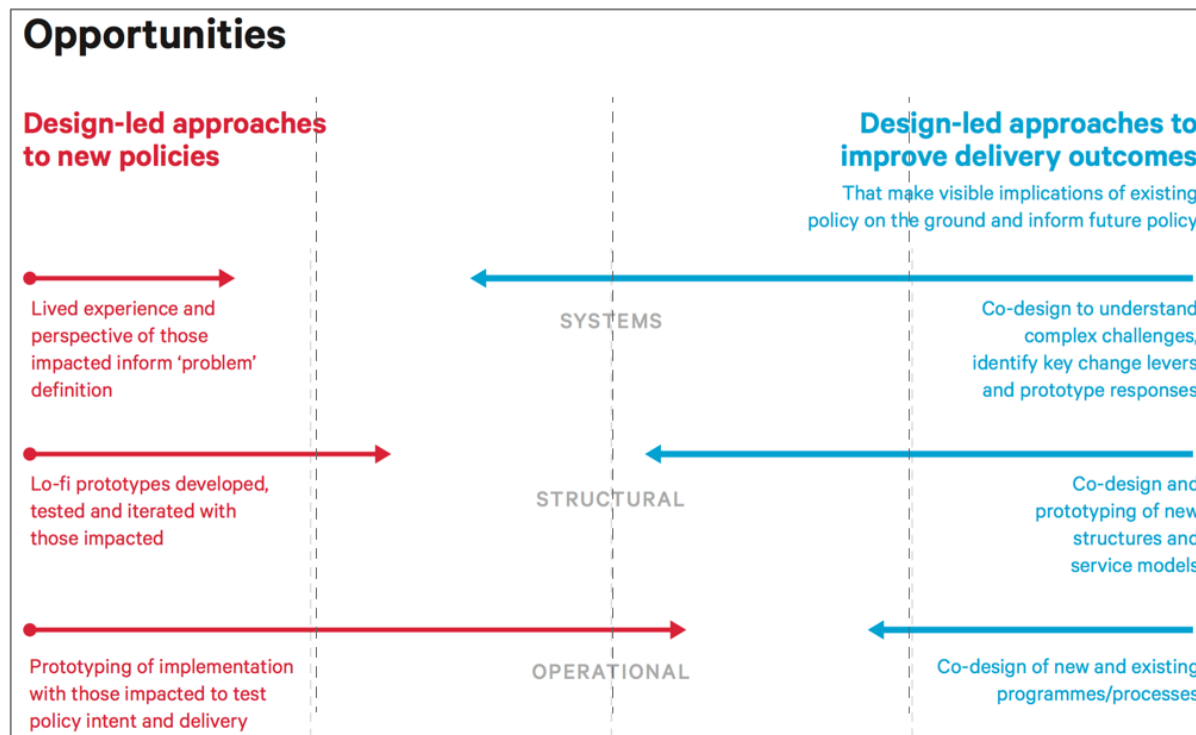 Opportunities
Design-led approaches
to new policies
Design-led approaches to
improve delivery outcomes
That make visible implications of existing
policy on the ground and inform future policy
Lived experience and
perspective of those
impacted inform ‘problem’
definition
SYSTEMS
Co-design to understand
complex challenges,
identify key change levers
and prototype responses
Lo-fi prototypes developed,
tested and iterated with
those impacted
STRUCTURAL
Co-design and
prototyping of new
structures and
service models
Prototyping of implementation
with those impacted to test
policy intent and delivery
OPERATIONAL
Co-design of new and existing
programmes/processes